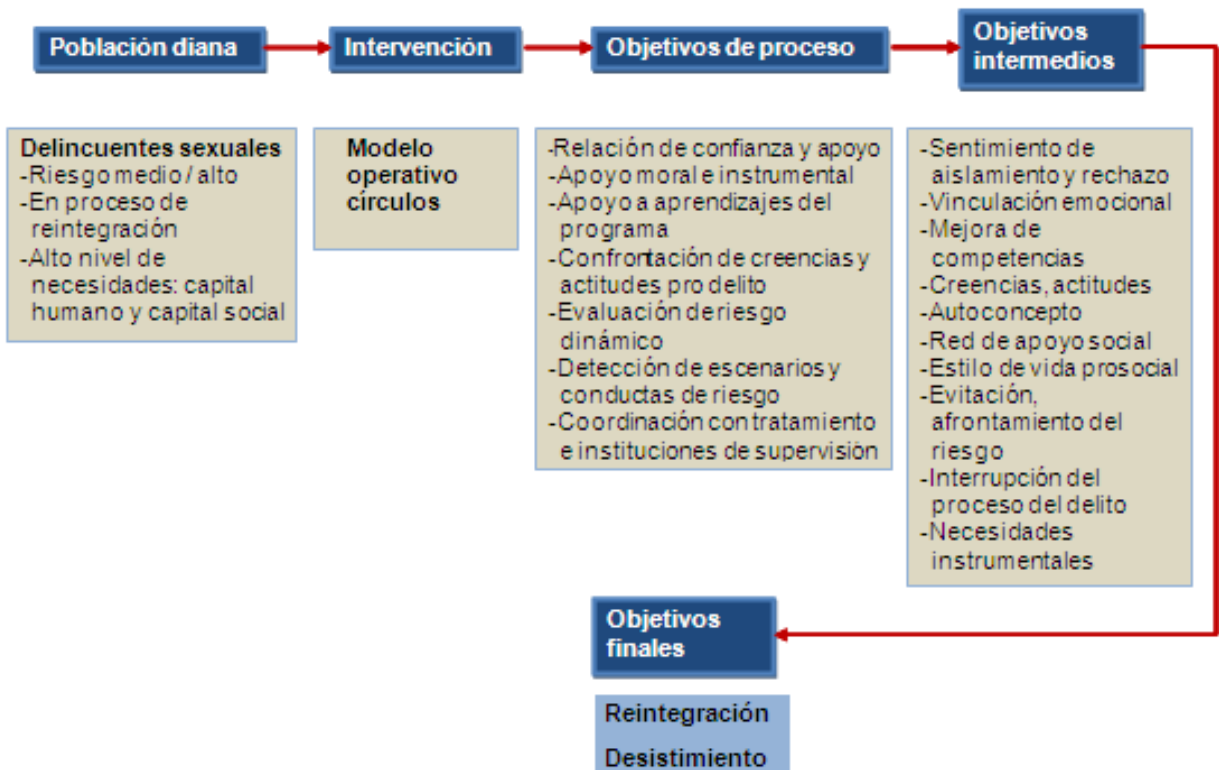 Población diana
Intervención
Objetivos de proceso
Objetivos
intermedios
Delincuentes sexuales
-Riesgo medio / alto
-En proceso de
reintegración
-Alto nivel de
necesidades: capital
humano y capital social
Modelo
operativo
círculos
-Relación de confianza y apoyo
-Apoyo moral e instrumental
-Apoyo a aprendizajes del
programa
-Confrontación de creencias y
actitudes pro delito
-Evaluación de riesgo
dinámico
-Detección de escenarios y
conductas de riesgo
-Coordinación con tratamiento
e instituciones de supervisión
-Sentimiento de
aislamiento y rechazo
-Vinculación emocional
-Mejora de
competencias
-Creencias, actitudes
-Autoconcepto
-Red de apoyo social
-Estilo de vida prosocial
-Evitación,
afrontamiento del
riesgo
-Interrupción del
proceso del delito
-Necesidades
instrumentales
Objetivos
finales
Reintegración
Desistimiento